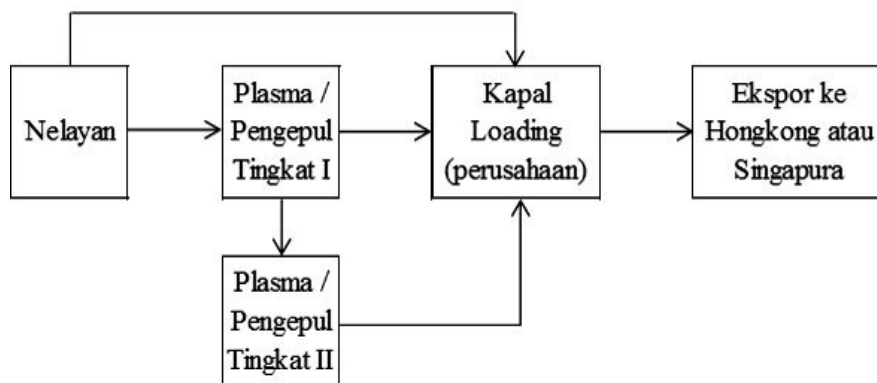 Nelayan
Plasma /
Pengepul
Tingkat I
Kapal
Loading
(perusahaan)
Ekspor ke
Hongkong atau
Singapura
Plasma /
Pengepul
Tingkat II